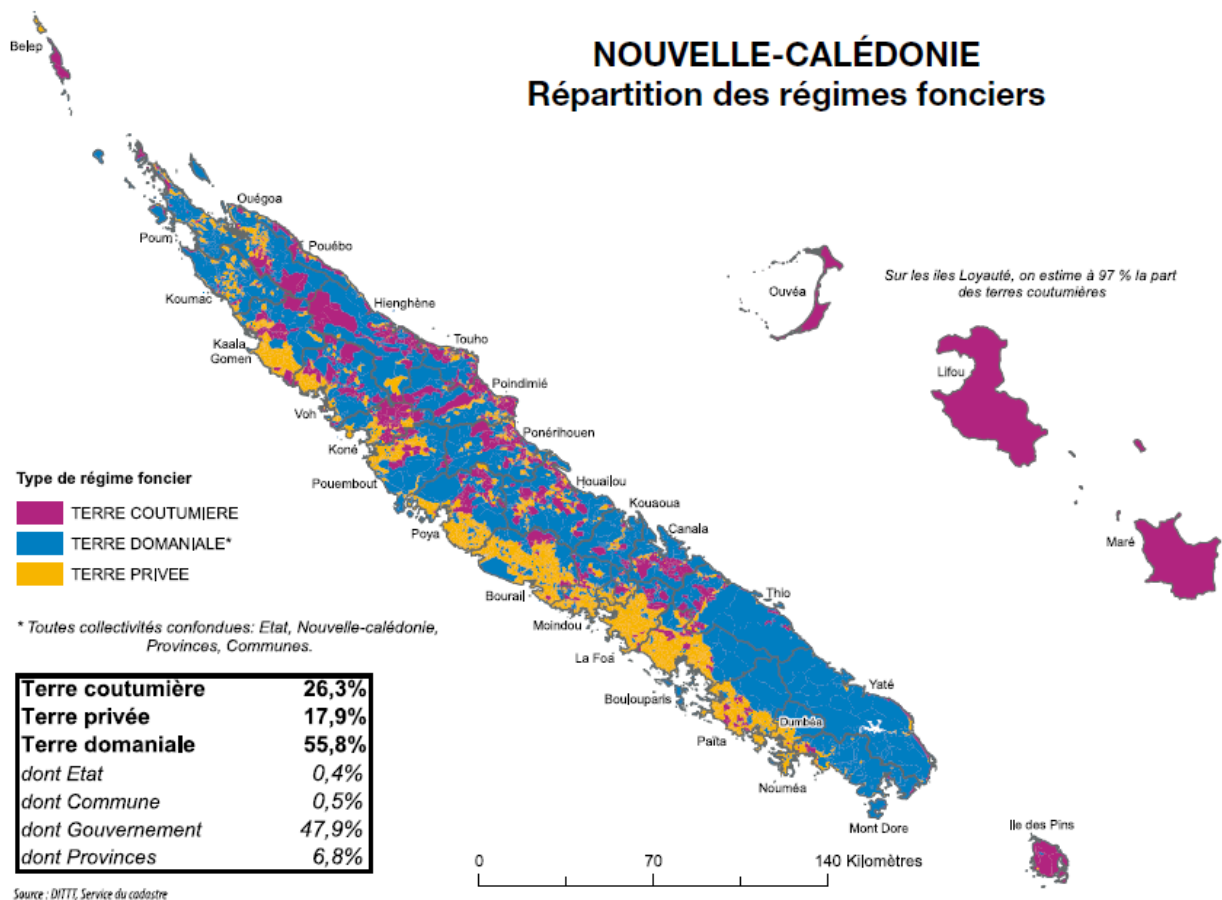 NOUVELLE-CALÉDONIE
Répartition des régimes fonciers
Belep
Ouégoa
Poum
Pouébo
Koumac
Hienghène
Kaala
Gomen
Touho
Poindimié
Voh
Ponérihouen
Koné
Pouembout
Houaïlou
Kouaoua
Poya
Canala
Bourail
Thio
Moindou
La Foa
Boulouparis
Yaté
Dumbéa
Païta
Nouméa
Mont Dore
Ile des Pins
Ouvéa
Sur les îles Loyauté, on estime à 97 % la part
des terres coutumières
Lifou
Maré
Type de régime foncier
TERRE COUTUMIERE
TERRE DOMANIALE*
TERRE PRIVEE
* Toutes collectivités confondues: Etat, Nouvelle-calédonie,
Provinces, Communes.
Terre coutumière 26,3%
Terre privée 17,9%
Terre domaniale 55,8%
dont Etat 0,4%
dont Commune 0,5%
dont Gouvernement 47,9%
dont Provinces 6,8%
0 70 140 Kilomètres
Source : DITTT, Service du cadastre